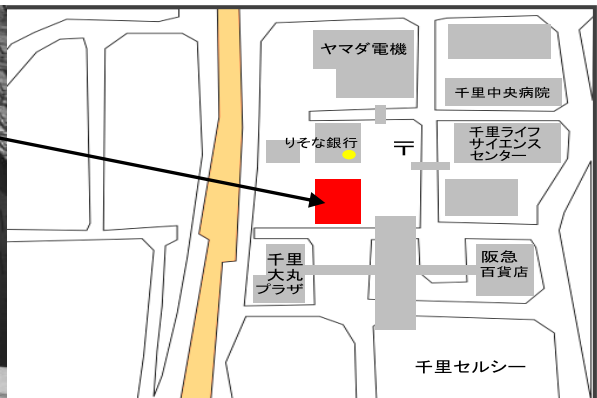 ヤマダ電機
千里中央病院
りそな銀行
〒
千里ライフ
サイエンス
センター
千里
大丸
プラザ
阪急
百貨店
千里セルシー